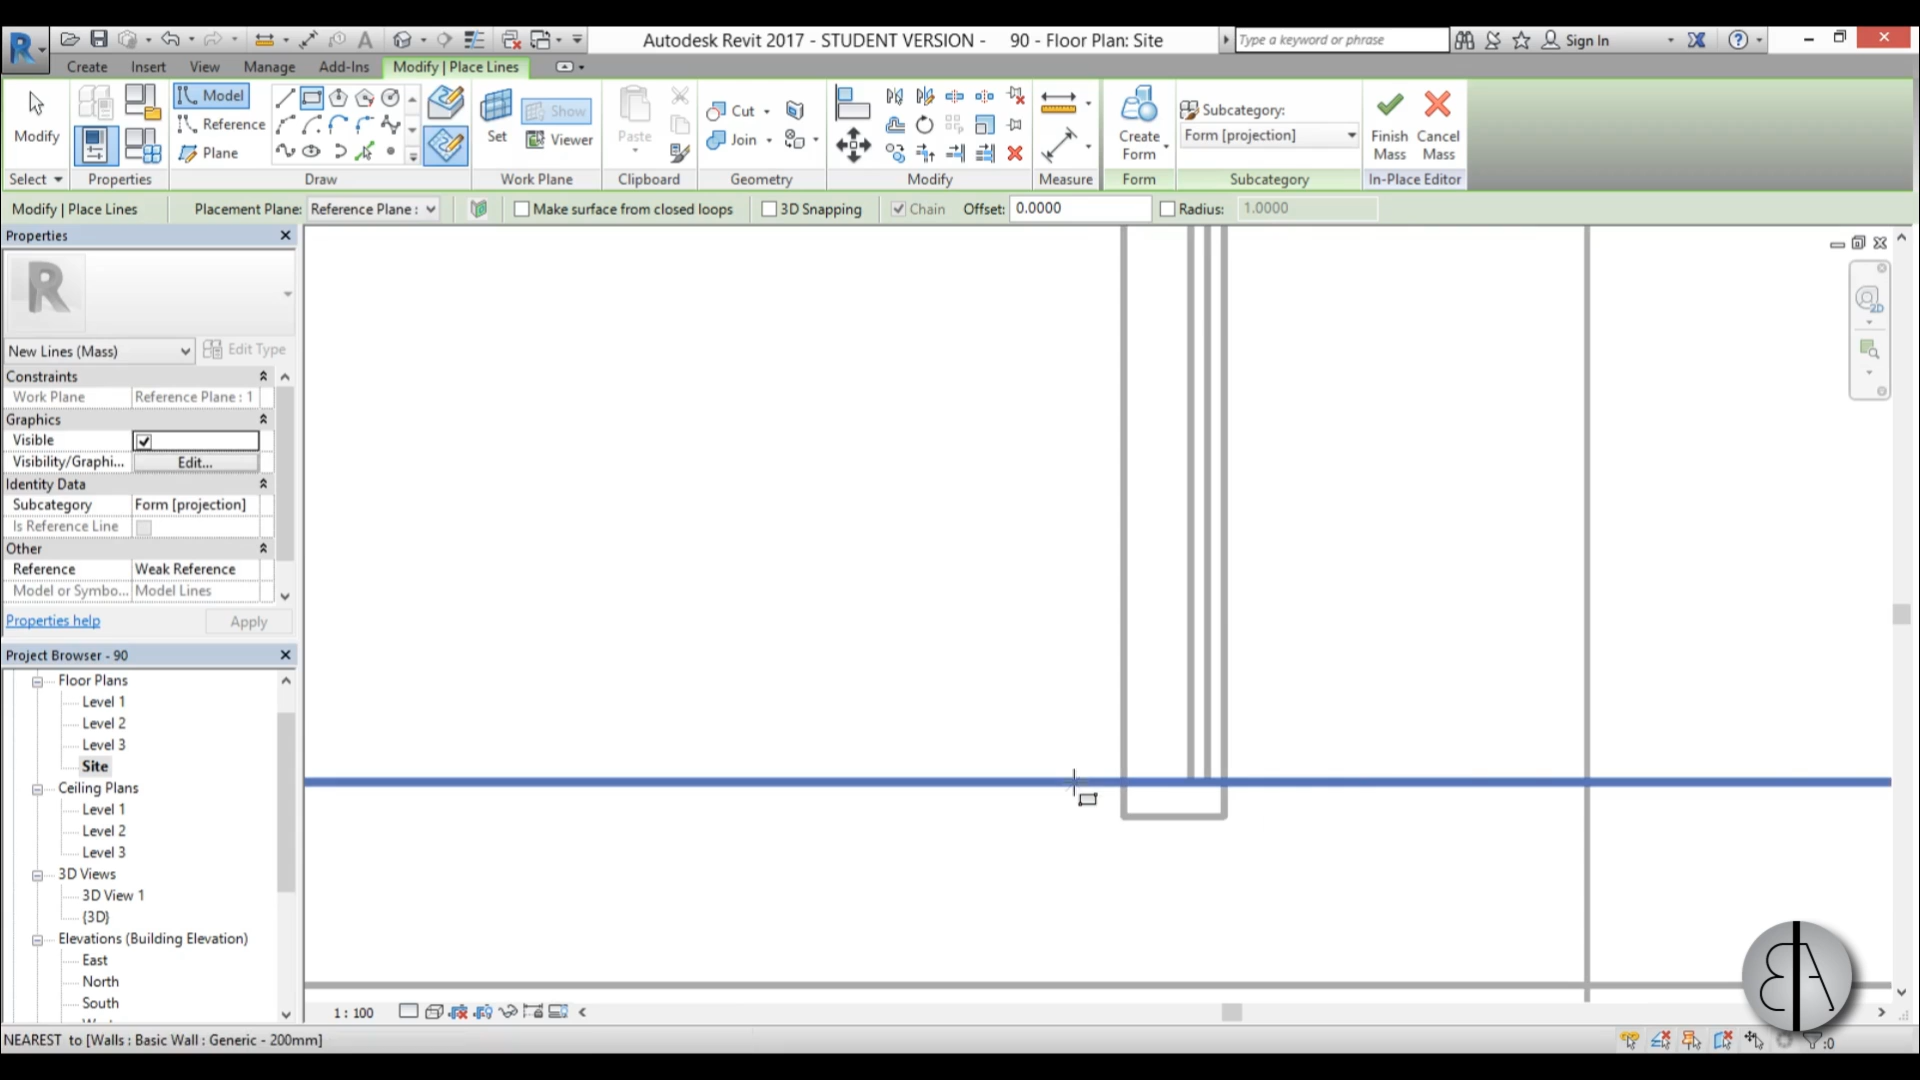 Autodesk Revit 2017 - STUDENT VERSION - 90 - Floor Plan: Site
Type a keyword or phrase
Sign In
Create Insert View Manage Add-Ins Modify | Place Lines
Modify
Model
Reference
Plane
Set
Show
Viewer
Paste
Cut
Join
Create
Form
Subcategory:
Form [projection]
Finish
Mass
Cancel
Mass
Select Properties Draw Work Plane Clipboard Geometry Modify Measure Form Subcategory In-Place Editor
Modify | Place Lines Placement Plane: Reference Plane : Make surface from closed loops 3D Snapping Chain Offset: 0.0000 Radius: 1.0000
Properties
R
New Lines (Mass) Edit Type
Constraints
Work Plane Reference Plane : 1
Graphics
Visible
Visibility/Graphi... Edit...
Identity Data
Subcategory Form [projection]
Is Reference Line
Other
Reference Weak Reference
Model or Symbo... Model Lines
Properties help Apply
Project Browser - 90
Floor Plans
Level 1
Level 2
Level 3
Site
Ceiling Plans
Level 1
Level 2
Level 3
3D Views
3D View 1
{3D}
Elevations (Building Elevation)
East
North
South
2D
1 : 100
NEAREST to [Walls : Basic Wall : Generic - 200mm]
:0